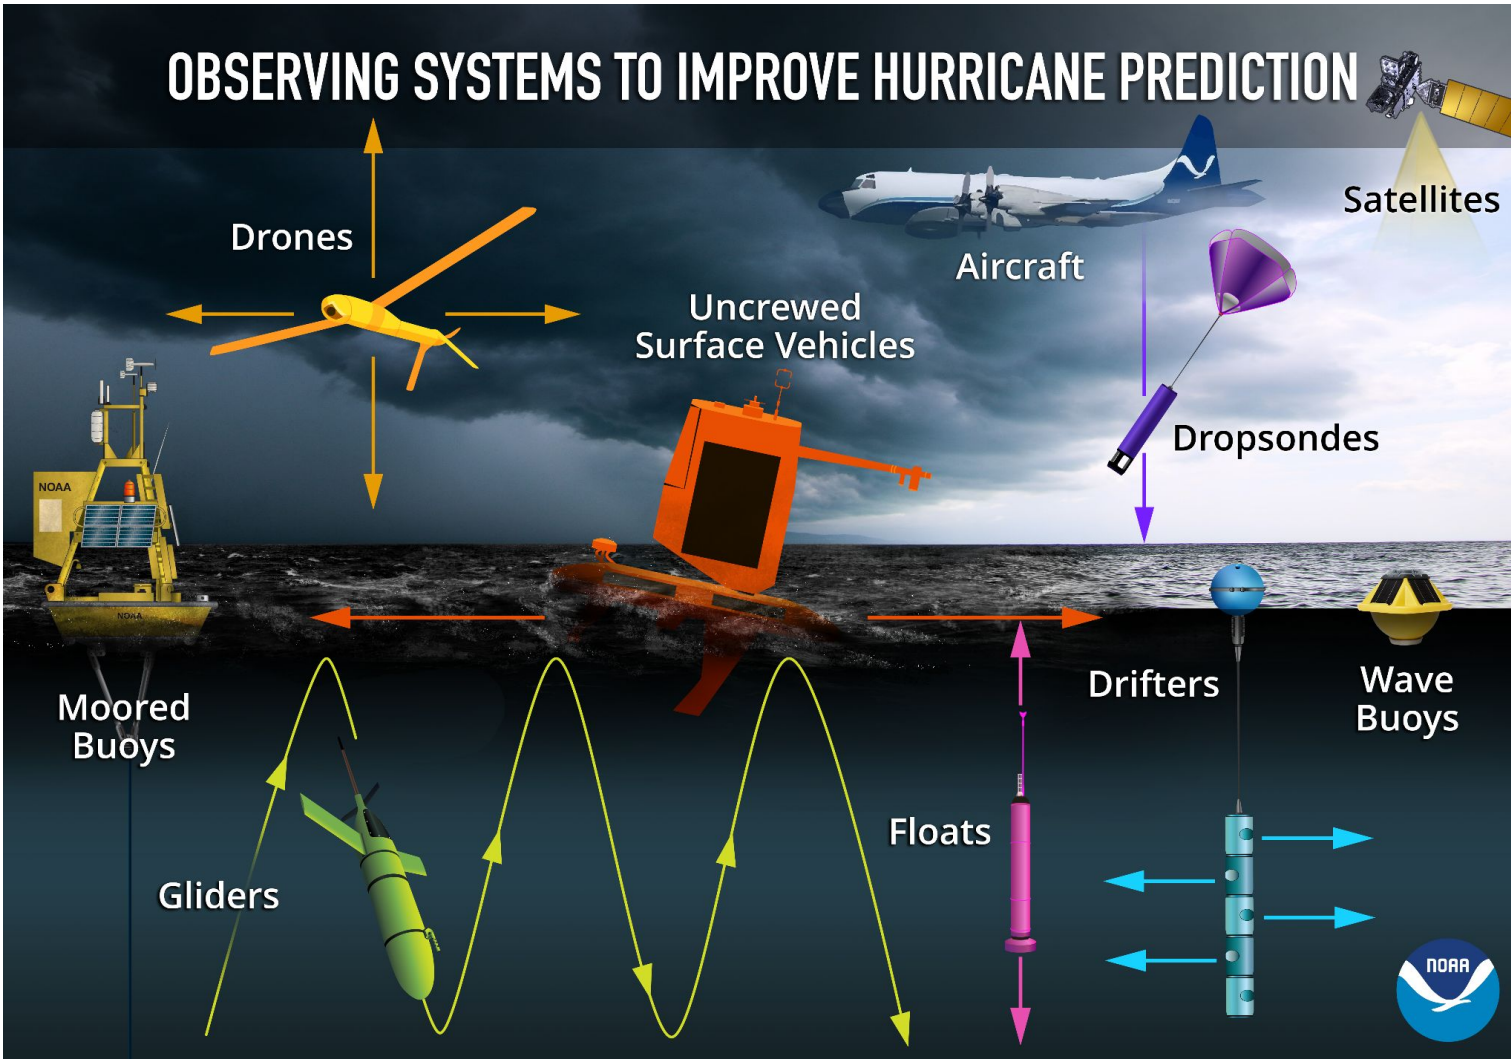 OBSERVING SYSTEMS TO IMPROVE HURRICANE PREDICTION
Satellites
Drones
Aircraft
Uncrewed
Surface Vehicles
Dropsondes
NOAA
NOAA
Moored
Buoys
Drifters
Wave
Buoys
Floats
Gliders
NOAA